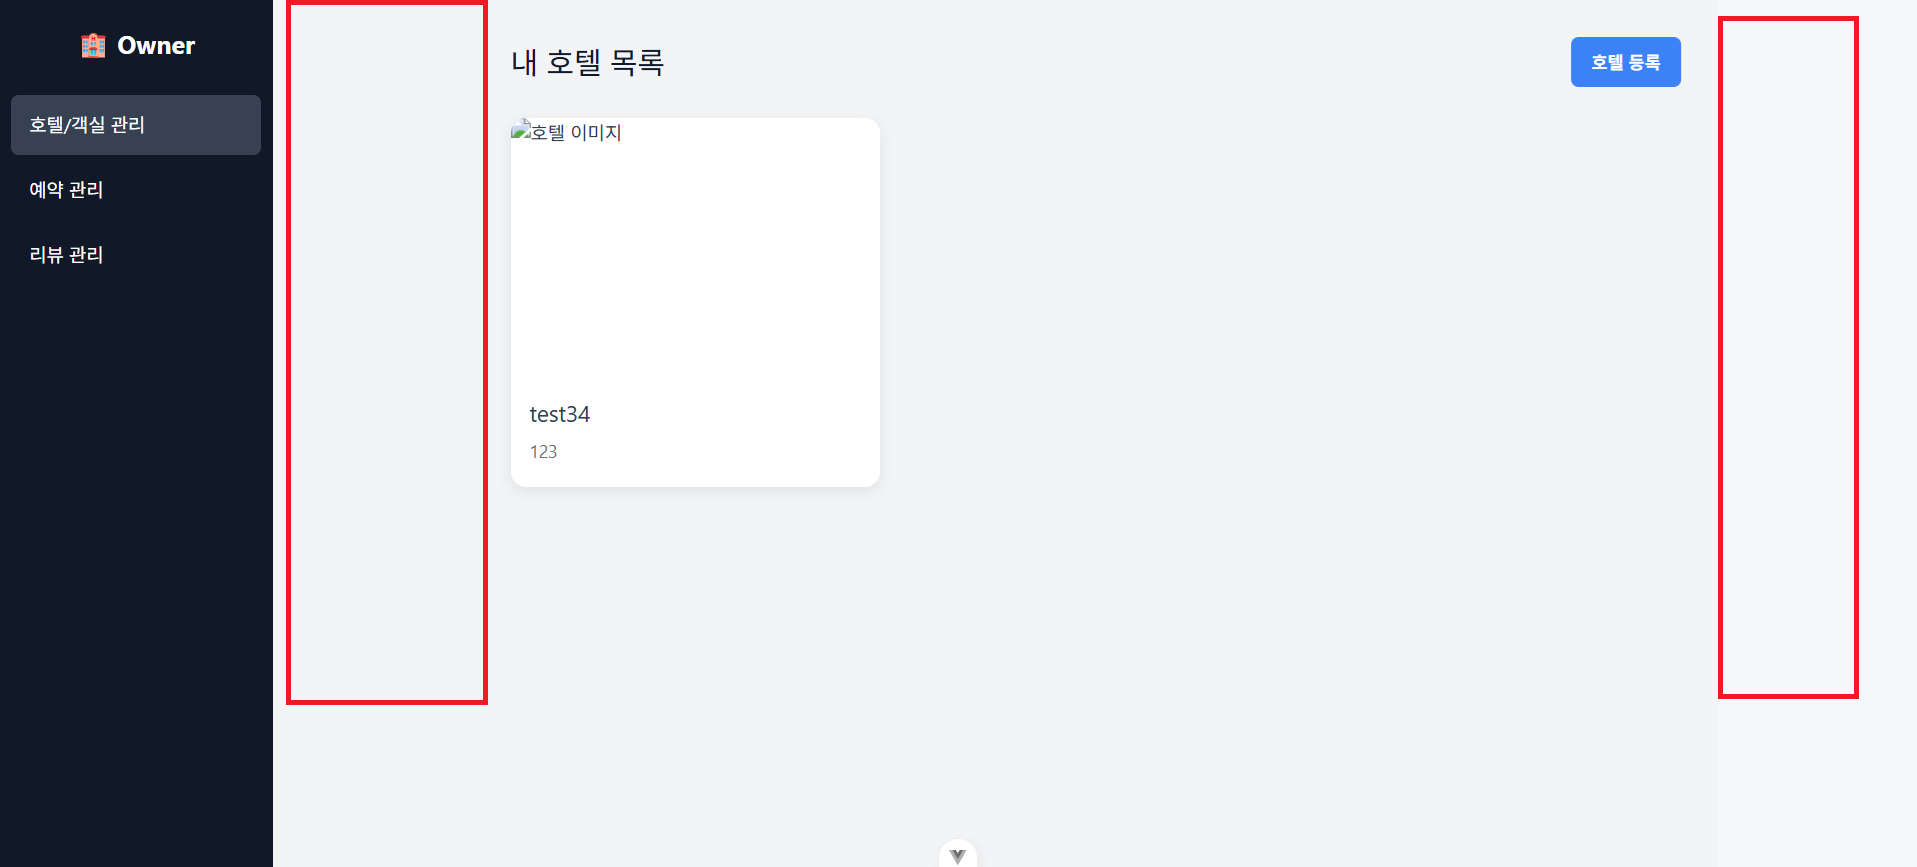 Owner
호텔/객실 관리
예약 관리
리뷰 관리
내 호텔 목록
호텔 등록
호텔 이미지
test34
123